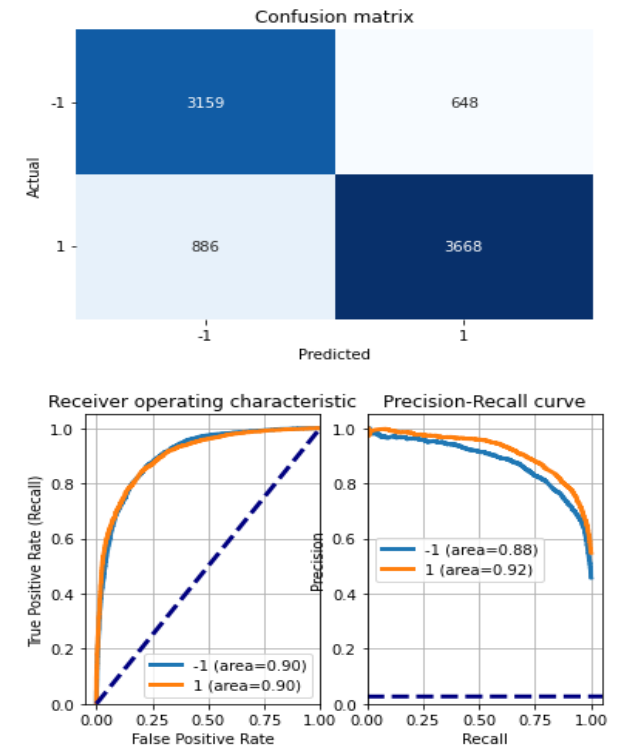 Confusion matrix
-1
3159
648
Actual
1
886
3668
-1
1
Predicted
Receiver operating characteristic
1.0
0.8
0.6
0.4
0.2
0.0
True Positive Rate (Recall)
-1 (area=0.90)
1 (area=0.90)
0.00 0.25 0.50 0.75 1.00
False Positive Rate
Precision-Recall curve
1.0
0.8
0.6
0.4
0.2
0.0
Precision
-1 (area=0.88)
1 (area=0.92)
0.00 0.25 0.50 0.75 1.00
Recall